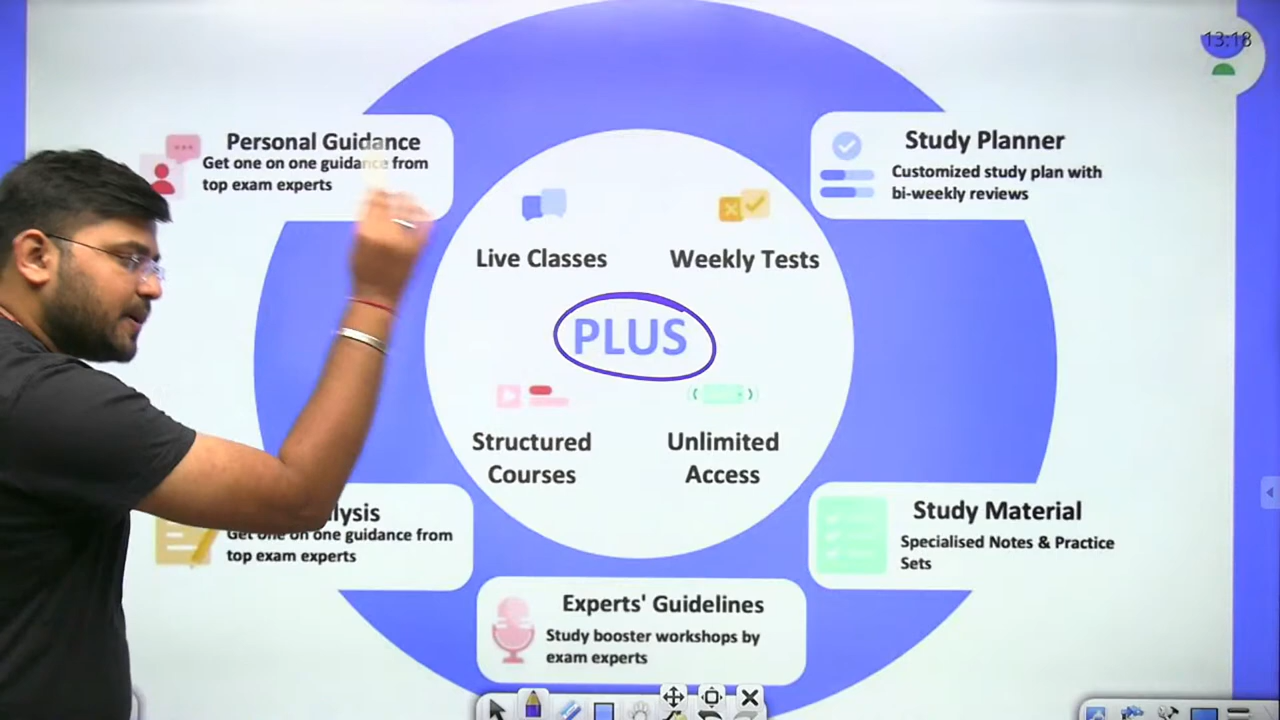 13:18
Personal Guidance
Get one on one guidance from
top exam experts
Study Planner
Customized study plan with
bi-weekly reviews
Live Classes
Weekly Tests
PLUS
Structured
Courses
Unlimited
Access
Get one on one guidance from
top exam experts
Study Material
Specialised Notes & Practice
Sets
Experts' Guidelines
Study booster workshops by
exam experts